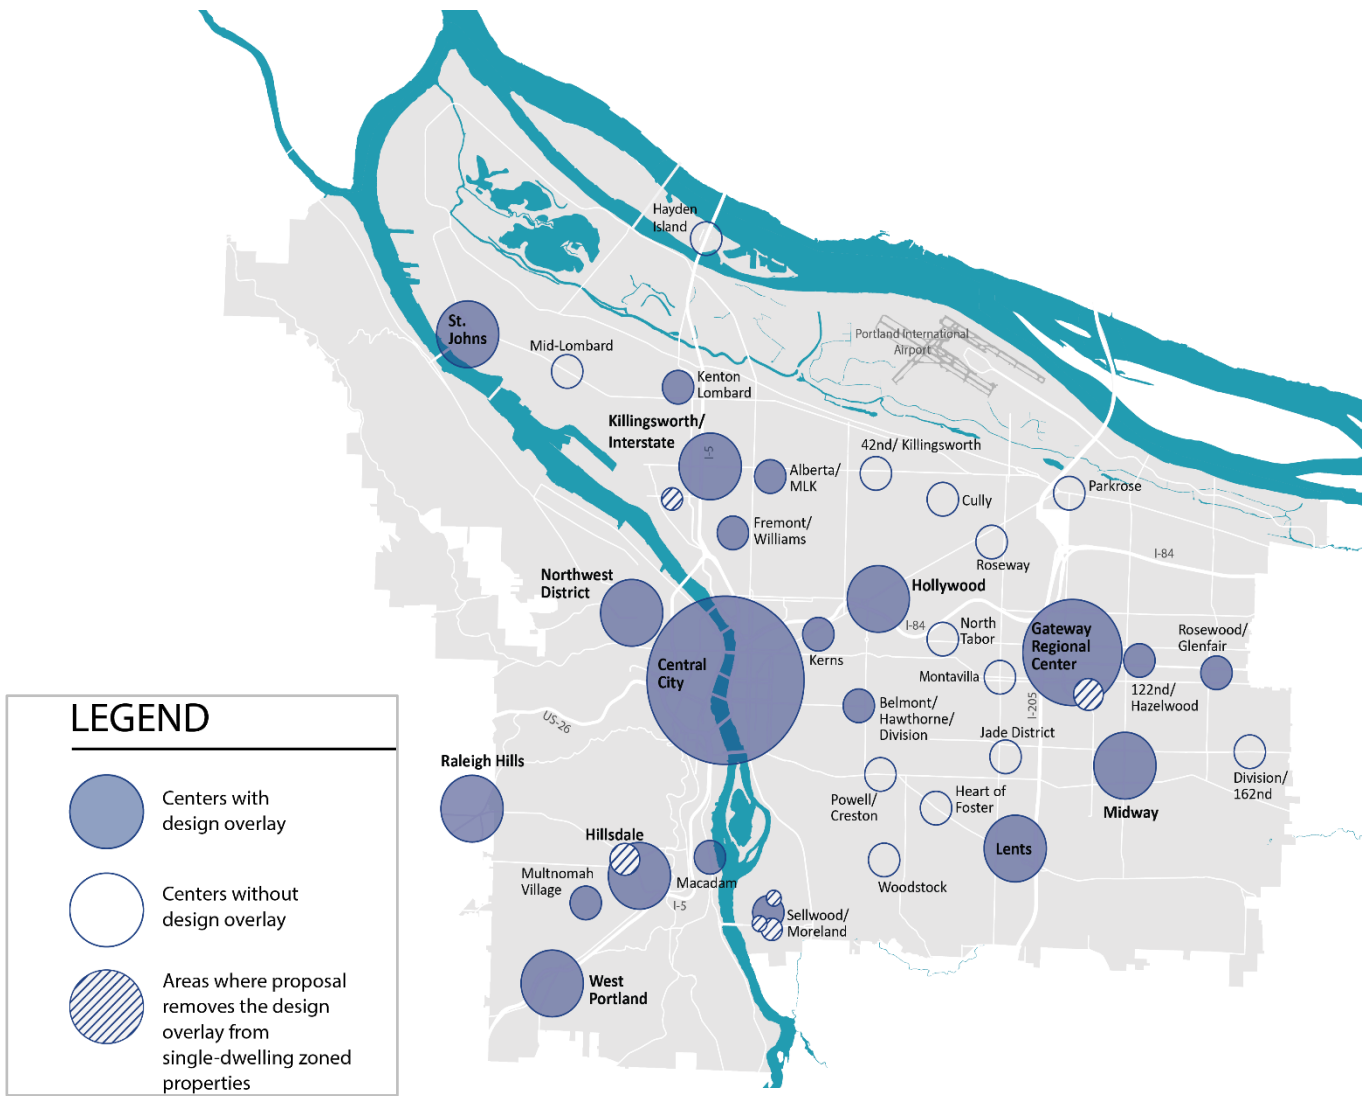 Hayden
Island
Portland International
Airport
St.
Johns
Mid-Lombard
Kenton
Lombard
Killingsworth/
Interstate
I-5
Alberta/
MLK
42nd/ Killingsworth
Cully
Parkrose
Fremont/
Williams
Roseway
I-84
Northwest
District
Hollywood
I-84
North
Tabor
Gateway
Regional
Center
Rosewood/
Glenfair
Central
City
Kerns
Montavilla
122nd/
Hazelwood
I-205
Belmont/
Hawthorne/
Division
US-26
Jade District
Raleigh Hills
Division/
162nd
Powell/
Creston
Heart of
Foster
Midway
Hillsdale
Lents
Multnomah
Village
Macadam
Woodstock
I-5
Sellwood/
Moreland
West
Portland
LEGEND
Centers with
design overlay
Centers without
design overlay
Areas where proposal
removes the design
overlay from
single-dwelling zoned
properties